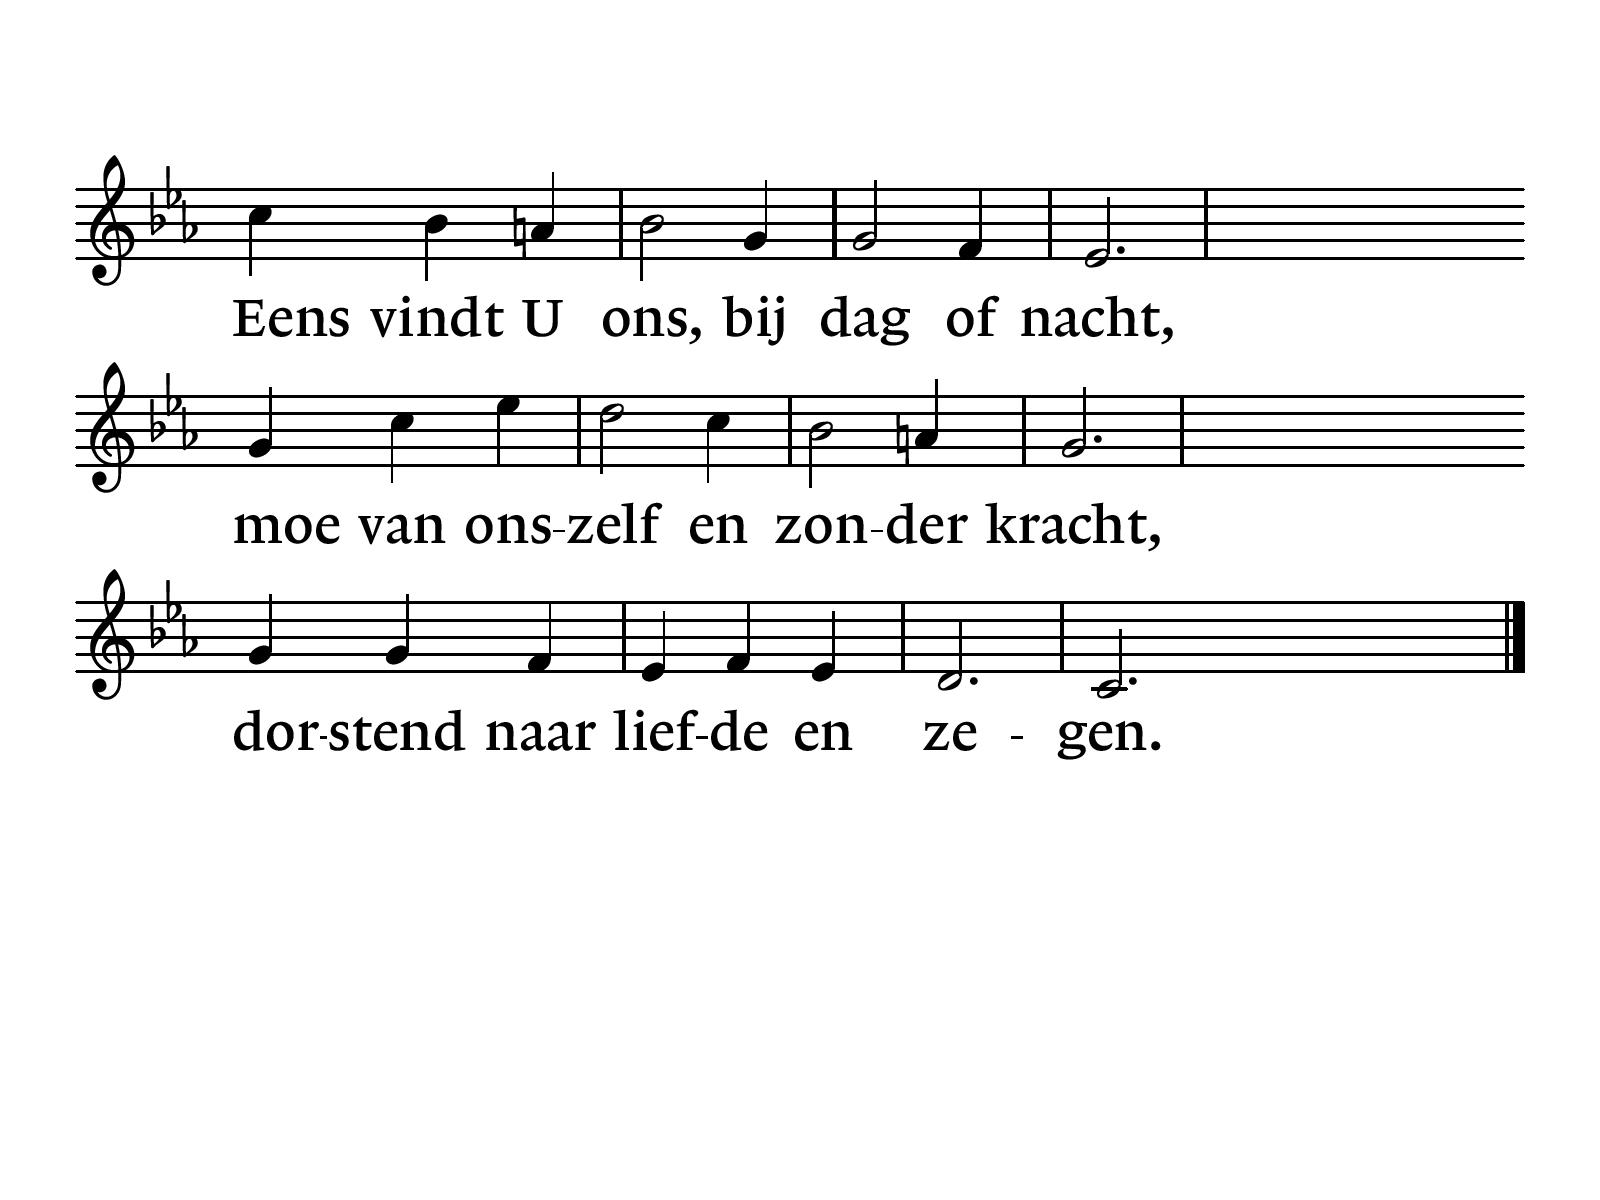 Eens vindt U ons, bij dag of nacht,
moe van ons-zelf en zon-der kracht,
dor-stend naar lief-de en ze - gen.